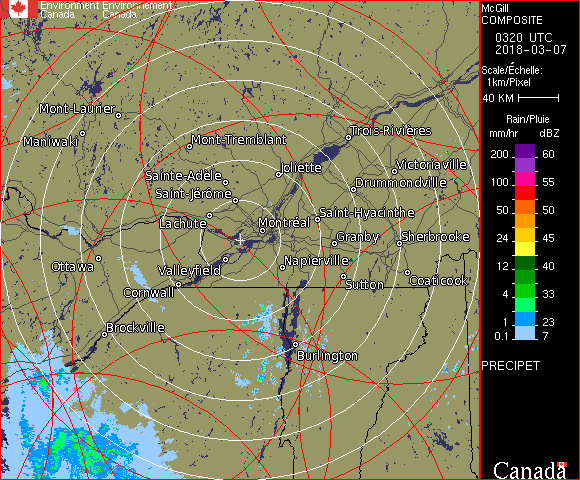 Environment Environnement
Canada Canada
McGill
COMPOSITE
0320 UTC
2018-03-07
Scale/Échelle:
1km/Pixel
40 KM
Rain/Pluie
mm/hr dBZ
200 60
100 55
50 50
24 45
12 40
4 33
1 23
0.1 7
PRECIPET
Canada
Mont-Laurier
Maniwaki
Mont-Tremblant
Trois-Rivières
Sainte-Adèle
Joliette
Victoriaville
Saint-Jérôme
Drummondville
Lachute
Montréal
Saint-Hyacinthe
Granby
Sherbrooke
Ottawa
Valleyfield
Napierville
Cornwall
Sutton
Coaticook
Brockville
Burlington